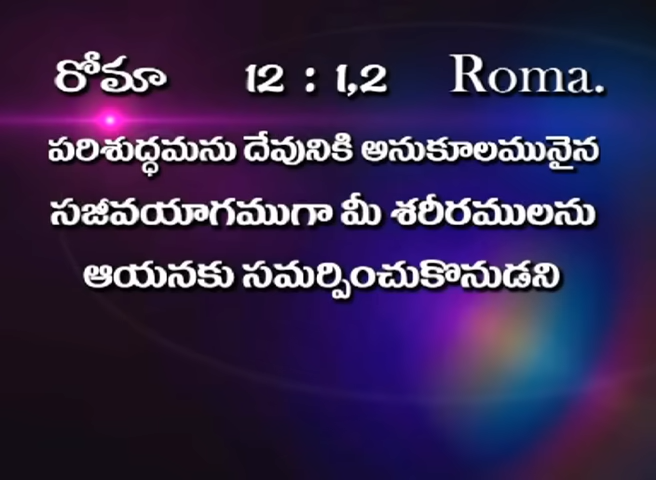 రోమా 12 : 1,2 Roma.
పరిశుద్ధమను దేవునికి అనుకూలమునైన
సజీవయాగముగా మీ శరీరములను
ఆయనకు సమర్పించుకొనుడని